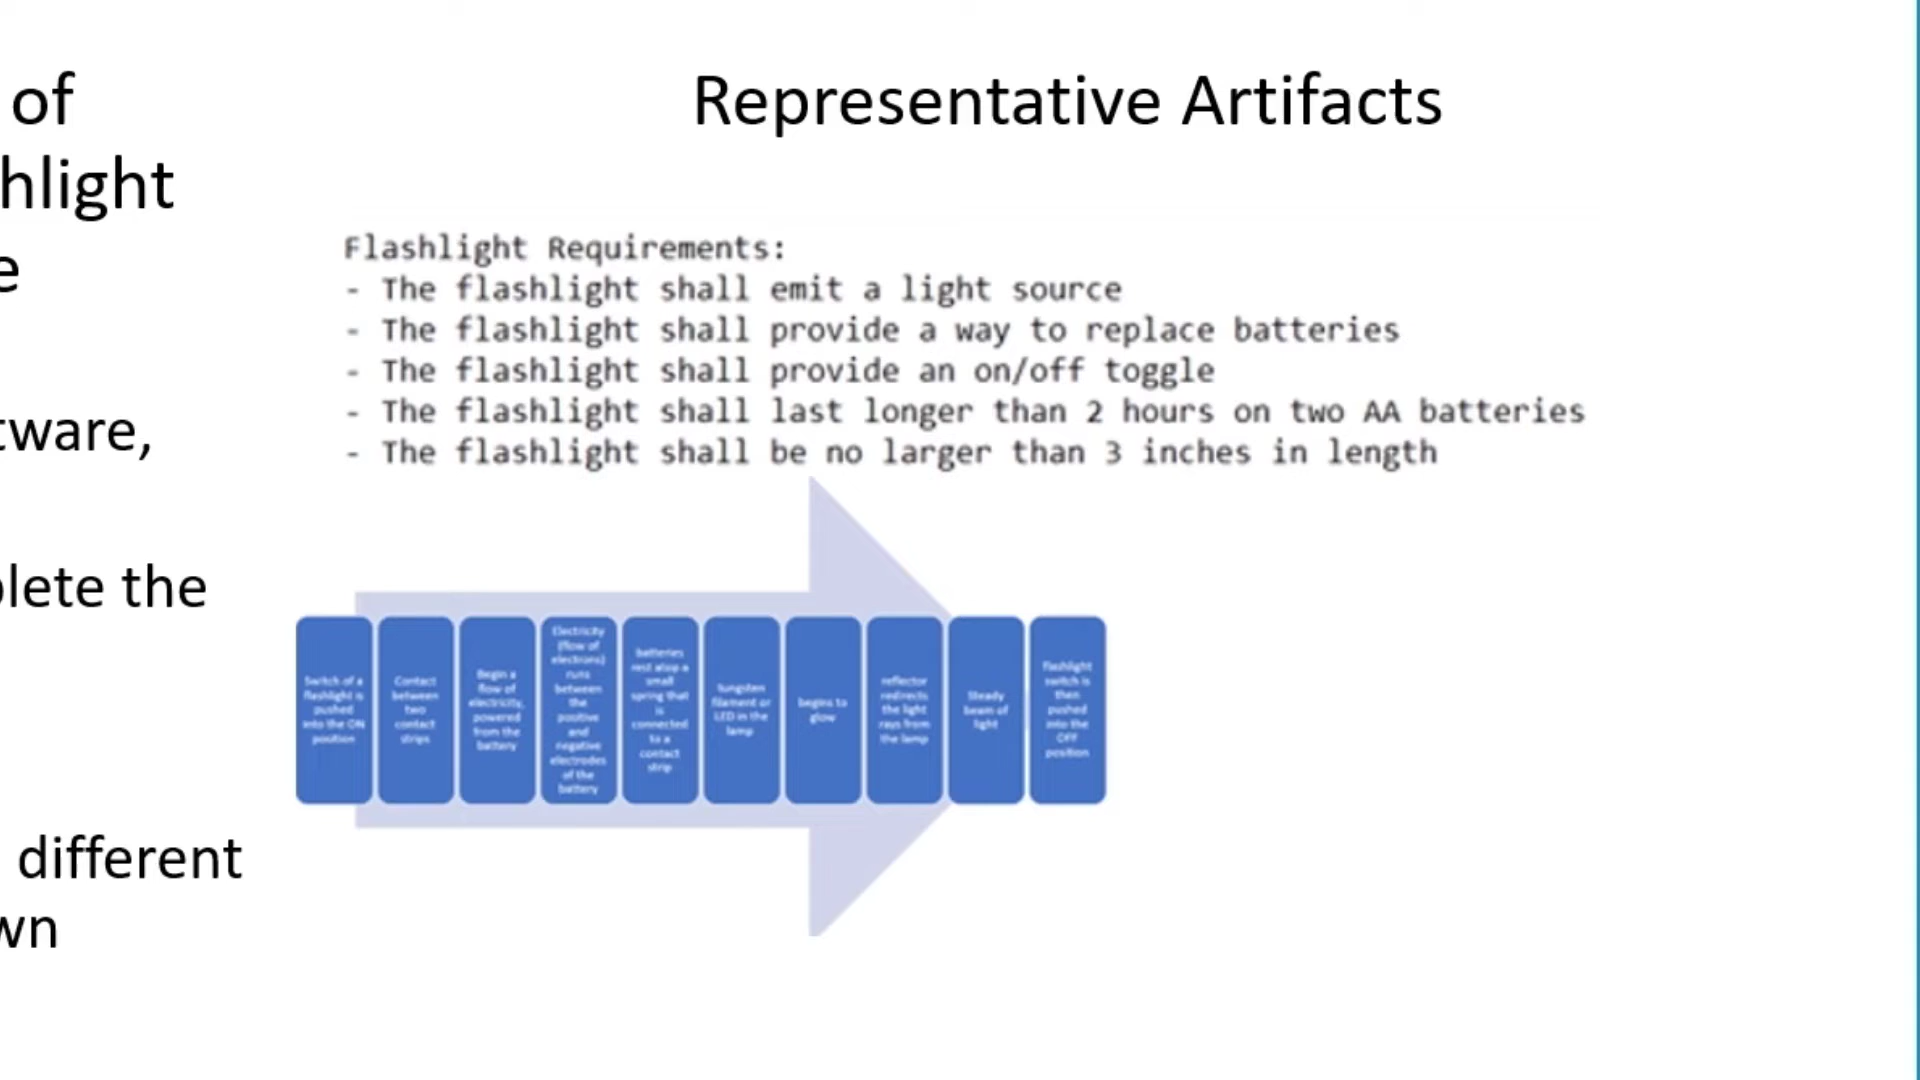 of
hlight
e
tware,
plete the
different
wn
Representative Artifacts
Flashlight Requirements:
- The flashlight shall emit a light source
- The flashlight shall provide a way to replace batteries
- The flashlight shall provide an on/off toggle
- The flashlight shall last longer than 2 hours on two AA batteries
- The flashlight shall be no larger than 3 inches in length
Switch of a
flashlight is
pushed
into the ON
position
Contact
between
two
contact
strips
Begin a
flow of
electricity,
powered
from the
battery
Electricity
(flow of
electrons)
runs
between
the
positive
and
negative
electrodes
of the
battery
batteries
rest atop a
small
spring that
is
connected
to a
contact
strip
tungsten
filament or
LED in the
lamp
begins to
glow
reflector
redirects
the light
rays from
the lamp
Steady
beam of
light
flashlight
switch is
then
pushed
into the
OFF
position